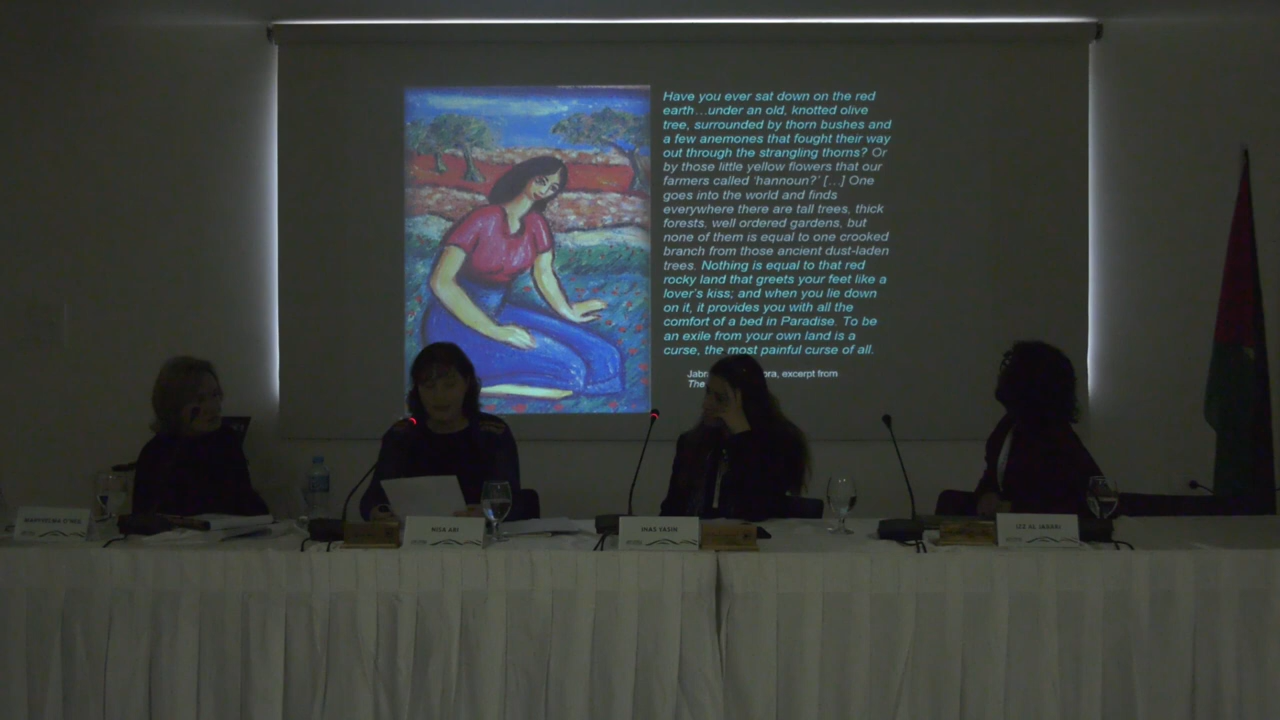 Have you ever sat down on the red
earth…under an old, knotted olive
tree, surrounded by thorn bushes and
a few anemones that fought their way
out through the strangling thorns? Or
by those little yellow flowers that our
farmers called 'hannoun?' […] One
goes into the world and finds
everywhere there are tall trees, thick
forests, well ordered gardens, but
none of them is equal to one crooked
branch from those ancient dust-laden
trees. Nothing is equal to that red
rocky land that greets your feet like a
lover's kiss; and when you lie down
on it, it provides you with all the
comfort of a bed in Paradise. To be
an exile from your own land is a
curse, the most painful curse of all.
excerpt from
The
NISA ARI
INAS YASIN